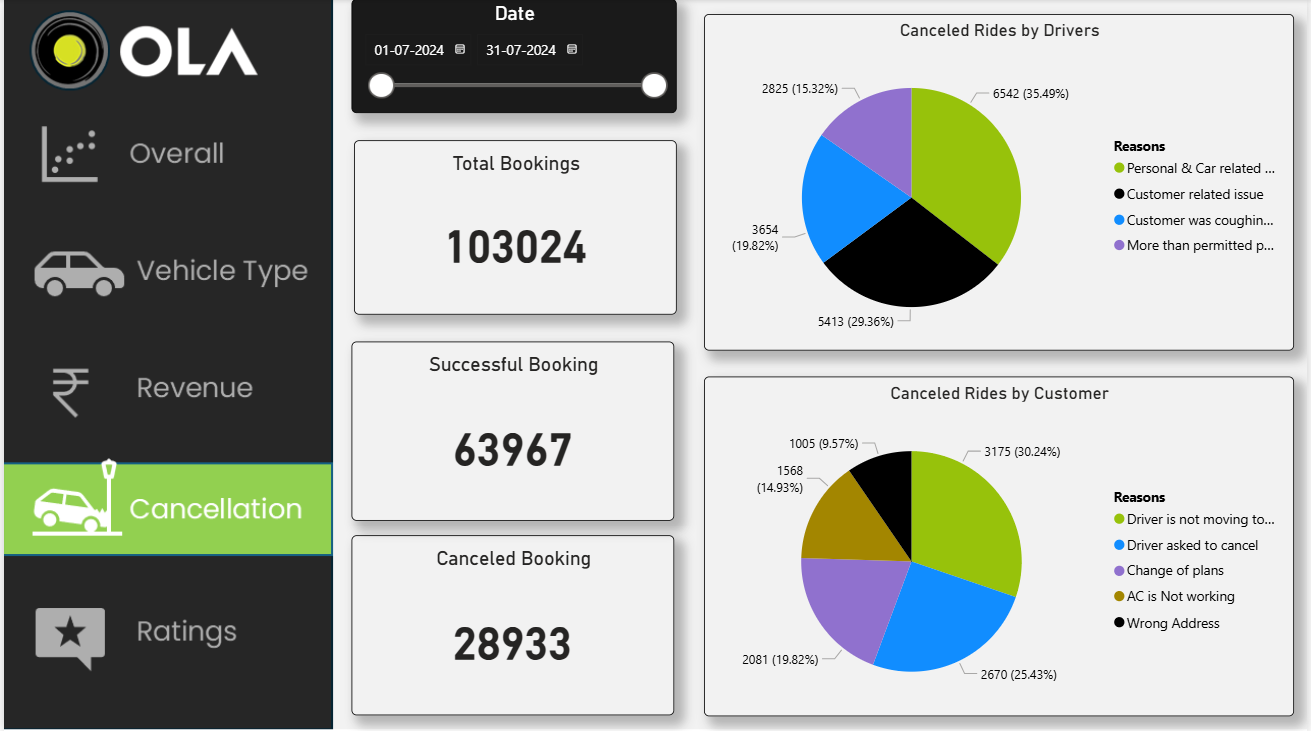 OLA
Overall
Vehicle Type
Revenue
Cancellation
Ratings
Date
01-07-2024 31-07-2024
Total Bookings
103024
Successful Booking
63967
Canceled Booking
28933
Canceled Rides by Drivers
2825 (15.32%)
6542 (35.49%)
3654
(19.82%)
5413 (29.36%)
Reasons
Personal & Car related ...
Customer related issue
Customer was coughin...
More than permitted p...
Canceled Rides by Customer
1005 (9.57%)
3175 (30.24%)
1568
(14.93%)
2081 (19.82%)
2670 (25.43%)
Reasons
Driver is not moving to...
Driver asked to cancel
Change of plans
AC is Not working
Wrong Address